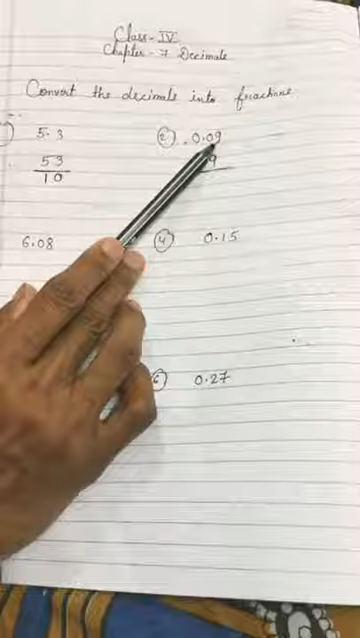 Class - IV
Chapter - 7 Decimals
Convert the decimals into fractions
) 5.3 (2) . 0.09
53 9
10
6.08 (4) 0.15
6) 0.27